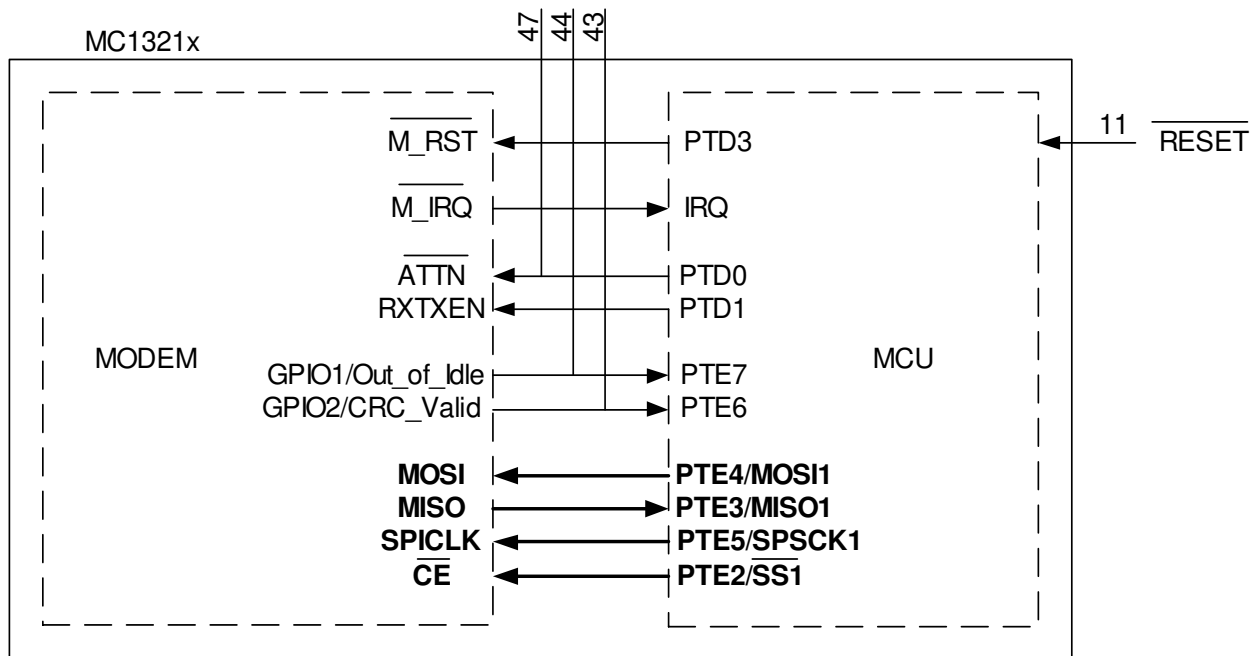 47 44 43
MC1321x
M_RST PTD3 11 RESET
M_IRQ IRQ
ATTN PTD0
RXTXEN PTD1
MODEM MCU
GPIO1/Out_of_Idle PTE7
GPIO2/CRC_Valid PTE6
MOSI PTE4/MOSI1
MISO PTE3/MISO1
SPICLK PTE5/SPSCK1
CE PTE2/SS1